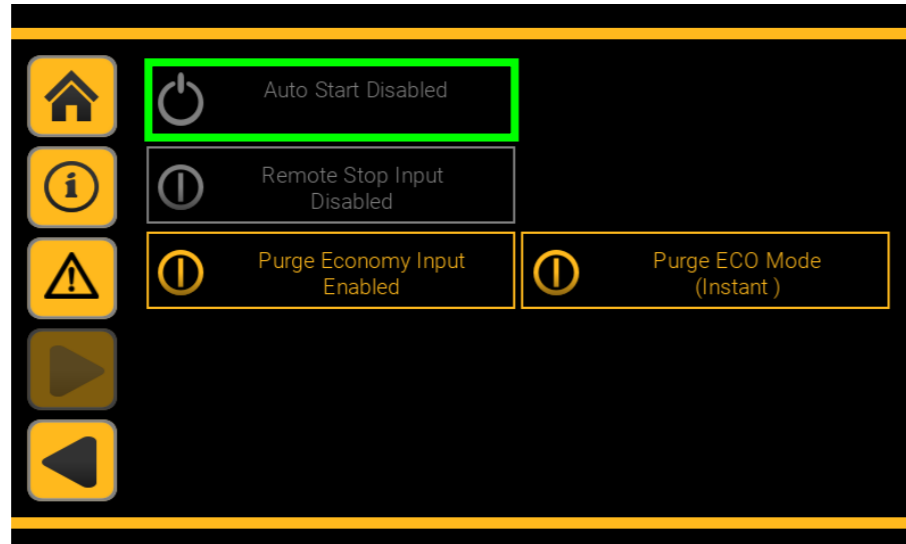 Auto Start Disabled
Remote Stop Input
Disabled
Purge Economy Input
Enabled
Purge ECO Mode
(Instant )